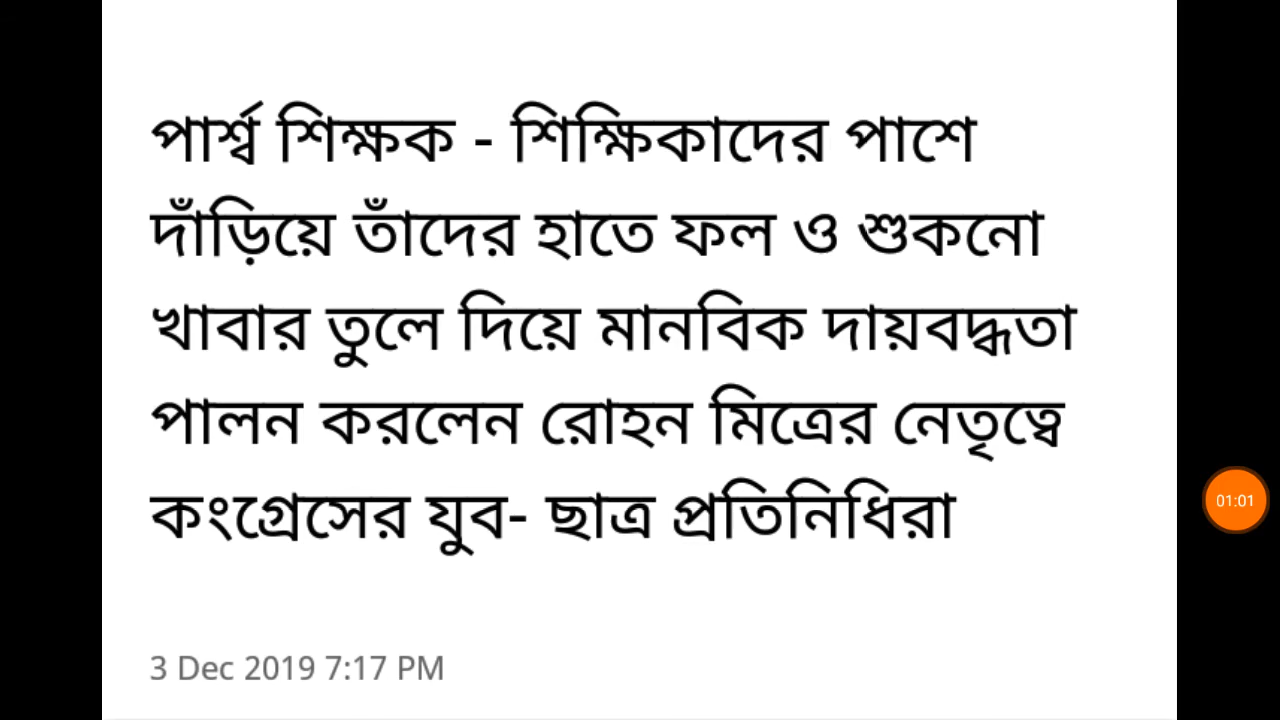 পার্শ্ব শিক্ষক - শিক্ষিকাদের পাশে
দাঁড়িয়ে তাঁদের হাতে ফল ও শুকনো
খাবার তুলে দিয়ে মানবিক দায়বদ্ধতা
পালন করলেন রোহন মিত্রের নেতৃত্বে
কংগ্রেসের যুব- ছাত্র প্রতিনিধিরা
01:01
3 Dec 2019 7:17 PM